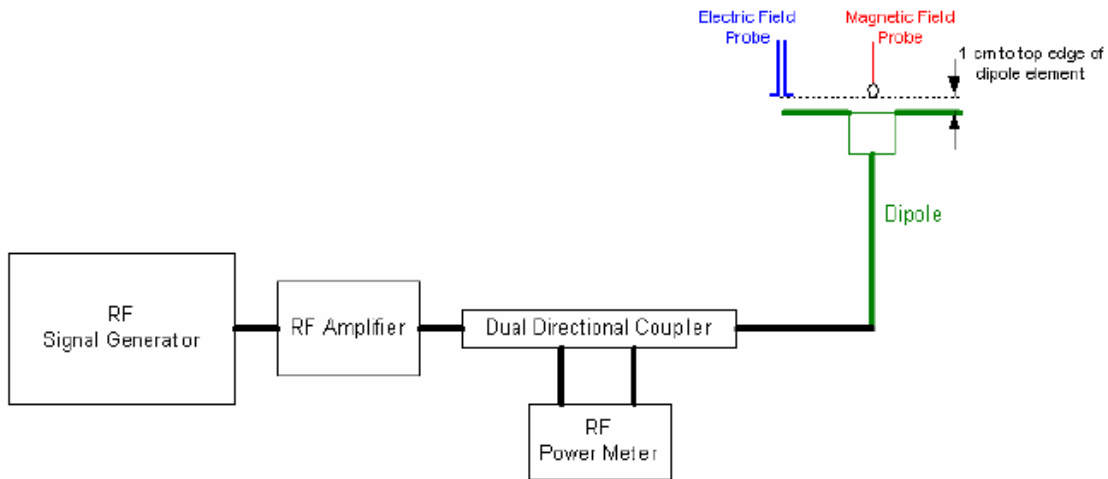 Electric Field
Probe
Magnetic Field
Probe
1 cm to top edge of
dipole element
Dipole
RF
Signal Generator
RF Amplifier
Dual Directional Coupler
RF
Power Meter